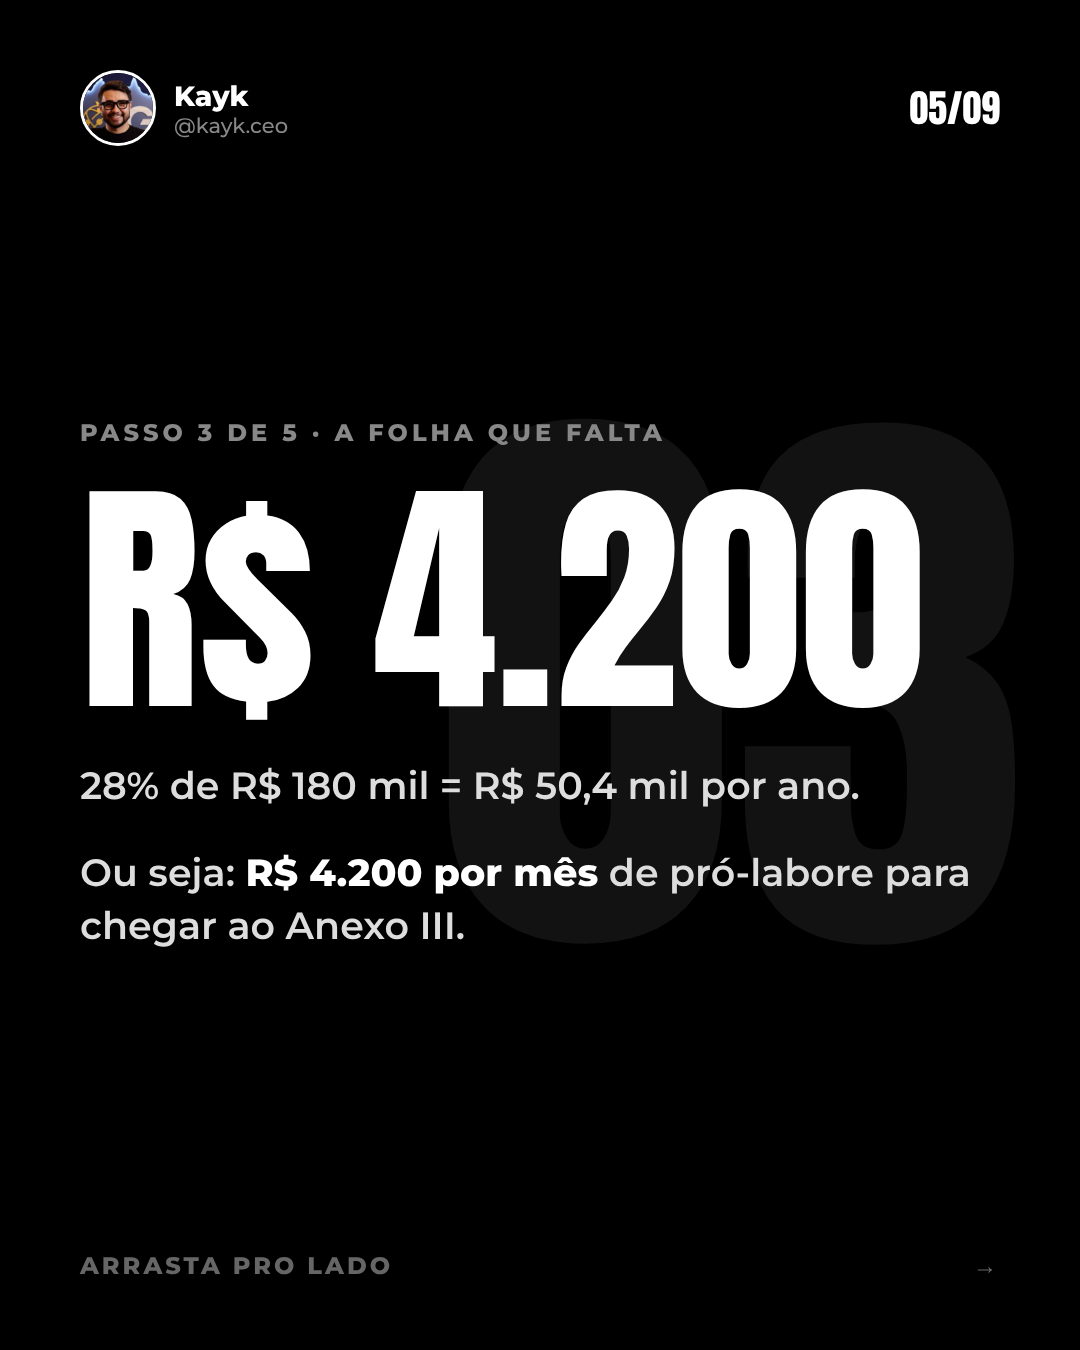 Kayk
@kayk.ceo
05/09
PASSO 3 DE 5 · A FOLHA QUE FALTA
03
R$ 4.200
28% de R$ 180 mil = R$ 50,4 mil por ano.
Ou seja: R$ 4.200 por mês de pró-labore para
chegar ao Anexo III.
ARRASTA PRO LADO →